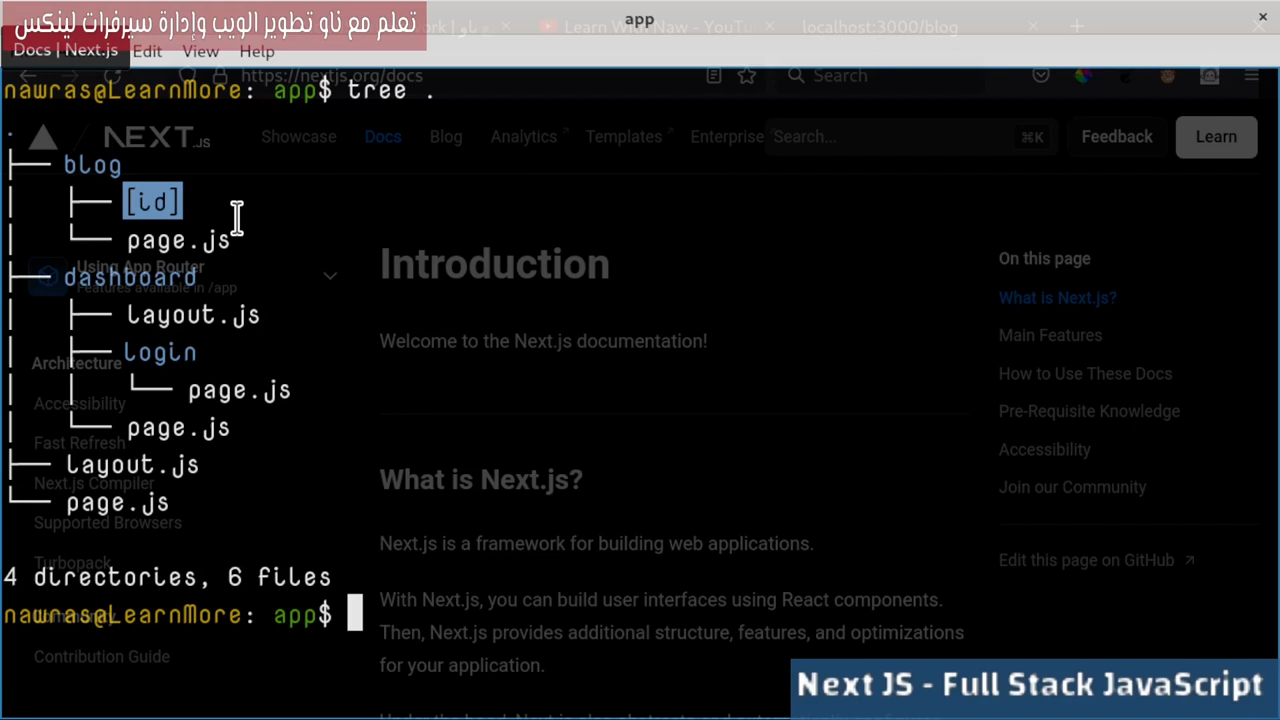 تعلم مع ناو تطوير الويب وإدارة سيرفرات لينكس
app
Learn With Naw - YouT
localhost:3000/blog
Docs | Next.js
Edit View Help
https://nextjs.org/docs
Search
nawras@LearnMore: app$ tree .
.
NEXT.JS
Showcase Docs Blog Analytics Templates Enterprise
Search... ⌘K
Feedback
Learn
├── blog
│   ├── [id]
│   └── page.js
├── dashboard
│   ├── layout.js
│   ├── login
│   │   └── page.js
│   └── page.js
├── layout.js
└── page.js
4 directories, 6 files
nawras@LearnMore: app$
Using App Router
Features available in /app
Architecture
Accessibility
Fast Refresh
Next.js Compiler
Supported Browsers
Turbopack
Contribution Guide
Introduction
Welcome to the Next.js documentation!
What is Next.js?
Next.js is a framework for building web applications.
With Next.js, you can build user interfaces using React components.
Then, Next.js provides additional structure, features, and optimizations
for your application.
On this page
What is Next.js?
Main Features
How to Use These Docs
Pre-Requisite Knowledge
Accessibility
Join our Community
Edit this page on GitHub
Next JS - Full Stack JavaScript